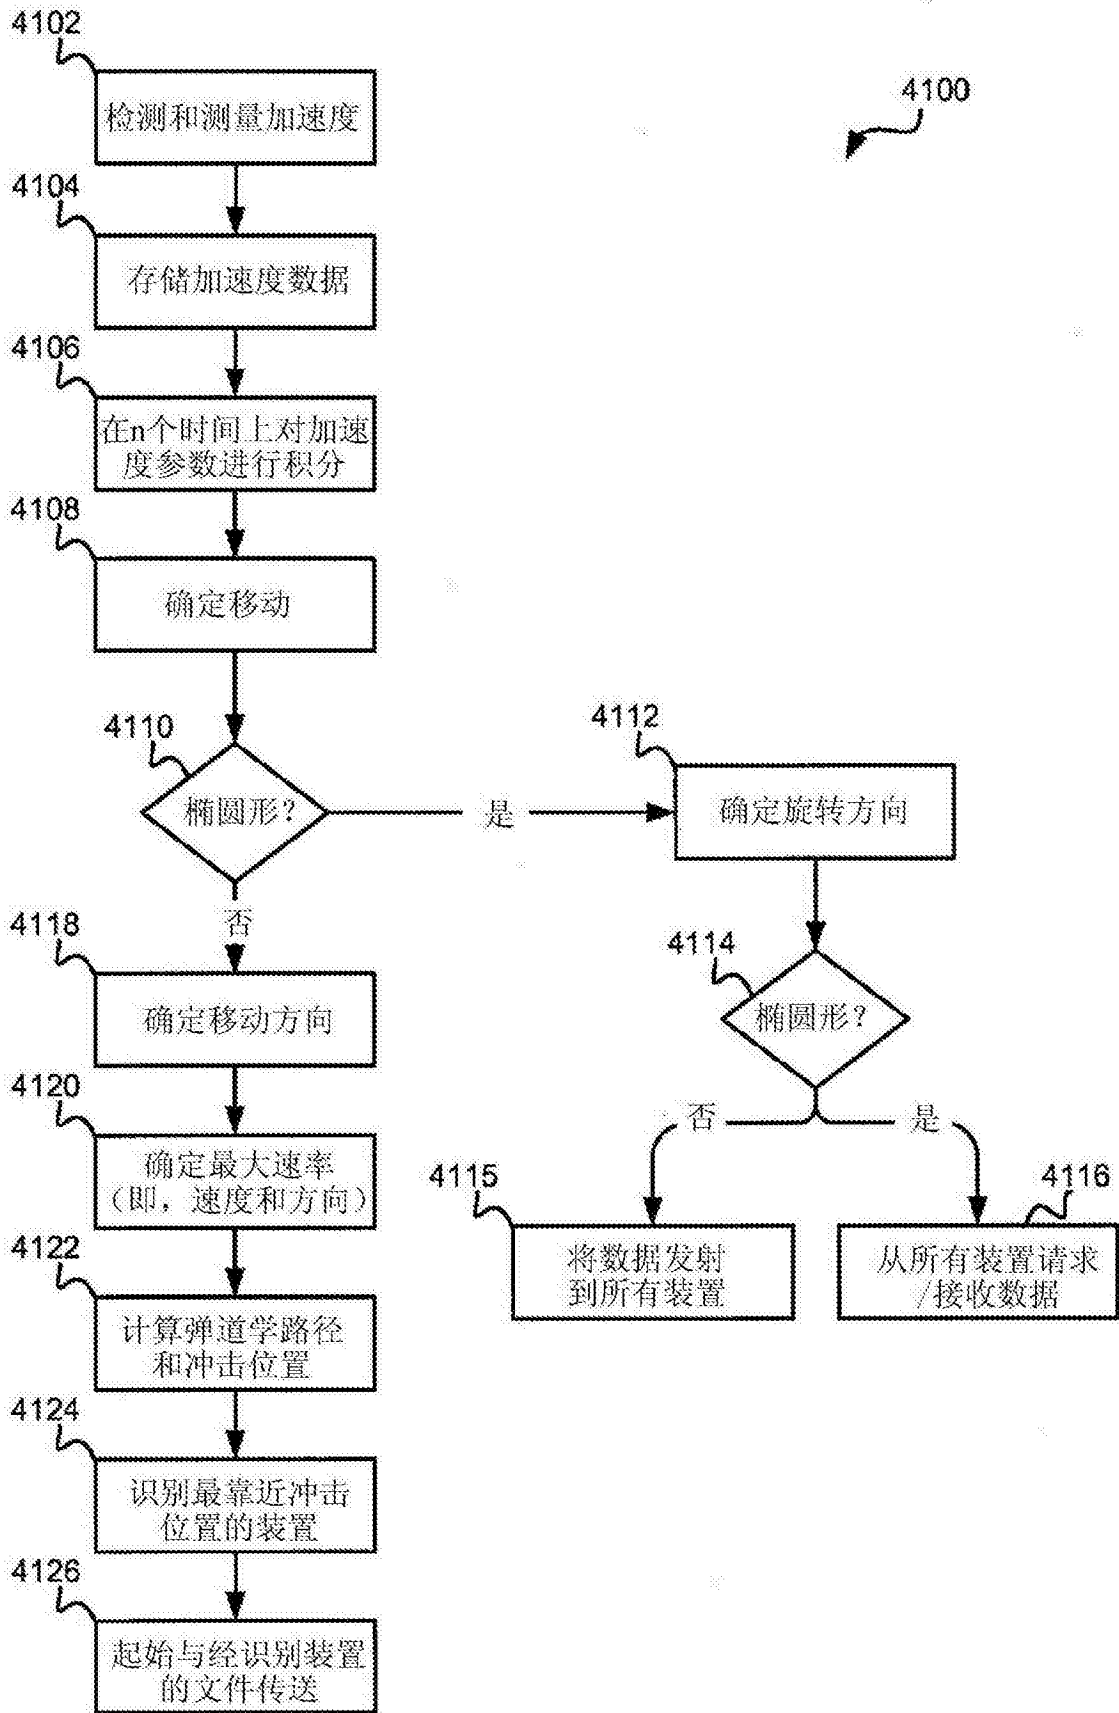 4102
检测和测量加速度
4100
4104
存储加速度数据
4106
在n个时间上对加速
度参数进行积分
4108
确定移动
4110
椭圆形？
是
4112
确定旋转方向
否
4114
椭圆形？
否
是
4115
将数据发射
到所有装置
4116
从所有装置请求
/接收数据
4118
确定移动方向
4120
确定最大速率
（即，速度和方向）
4122
计算弹道学路径
和冲击位置
4124
识别最靠近冲击
位置的装置
4126
起始与经识别装置
的文件传送